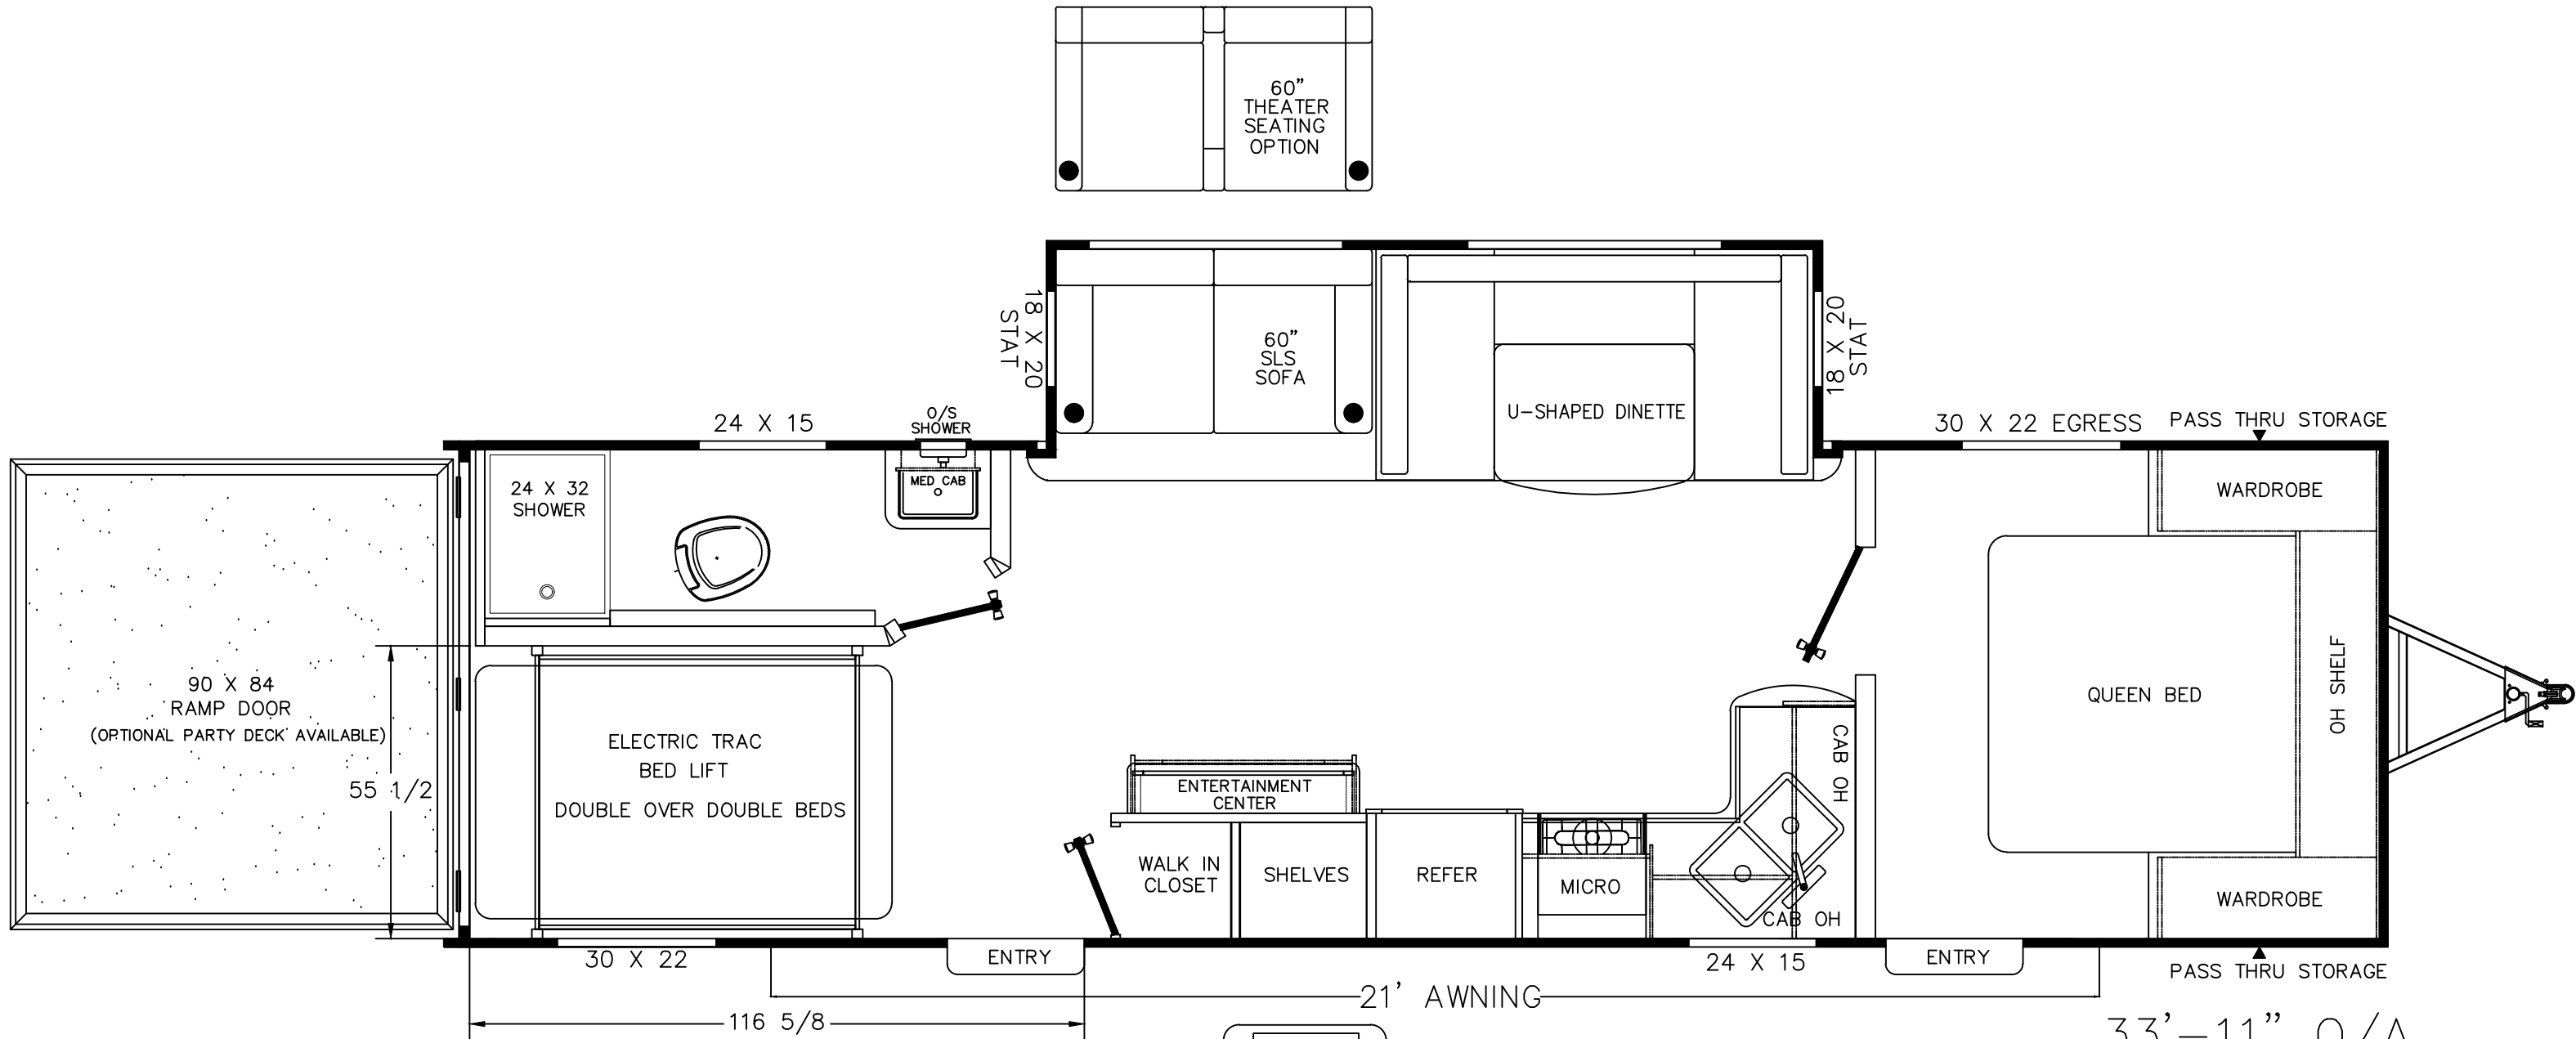 60"
THEATER
SEATING
OPTION
18 X 20
STAT
60"
SLS
SOFA
U-SHAPED DINETTE
18 X 20
STAT
24 X 15
O/S
SHOWER
30 X 22 EGRESS
PASS THRU STORAGE
24 X 32
SHOWER
MED CAB
WARDROBE
90 X 84
RAMP DOOR
(OPTIONAL PARTY DECK AVAILABLE)
55 1/2
ELECTRIC TRAC
BED LIFT
DOUBLE OVER DOUBLE BEDS
QUEEN BED
OH SHELF
ENTERTAINMENT
CENTER
CAB OH
WALK IN
CLOSET
SHELVES
REFER
MICRO
CAB OH
WARDROBE
30 X 22
ENTRY
24 X 15
ENTRY
PASS THRU STORAGE
21' AWNING
116 5/8
33'-11" O/A